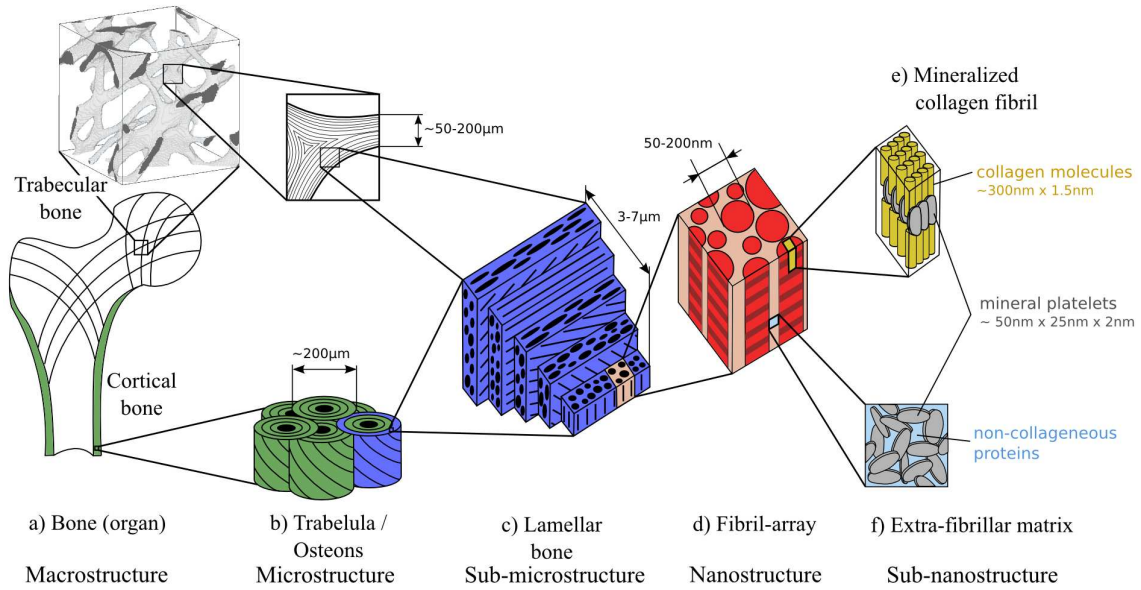 e) Mineralized
collagen fibril
~50-200μm
50-200nm
collagen molecules
~300nm x 1.5nm
Trabecular
bone
3-7μm
mineral platelets
~ 50nm x 25nm x 2nm
~200μm
Cortical
bone
non-collageneous
proteins
a) Bone (organ)
b) Trabelula /
Osteons
c) Lamellar
bone
d) Fibril-array
f) Extra-fibrillar matrix
Macrostructure
Microstructure
Sub-microstructure
Nanostructure
Sub-nanostructure